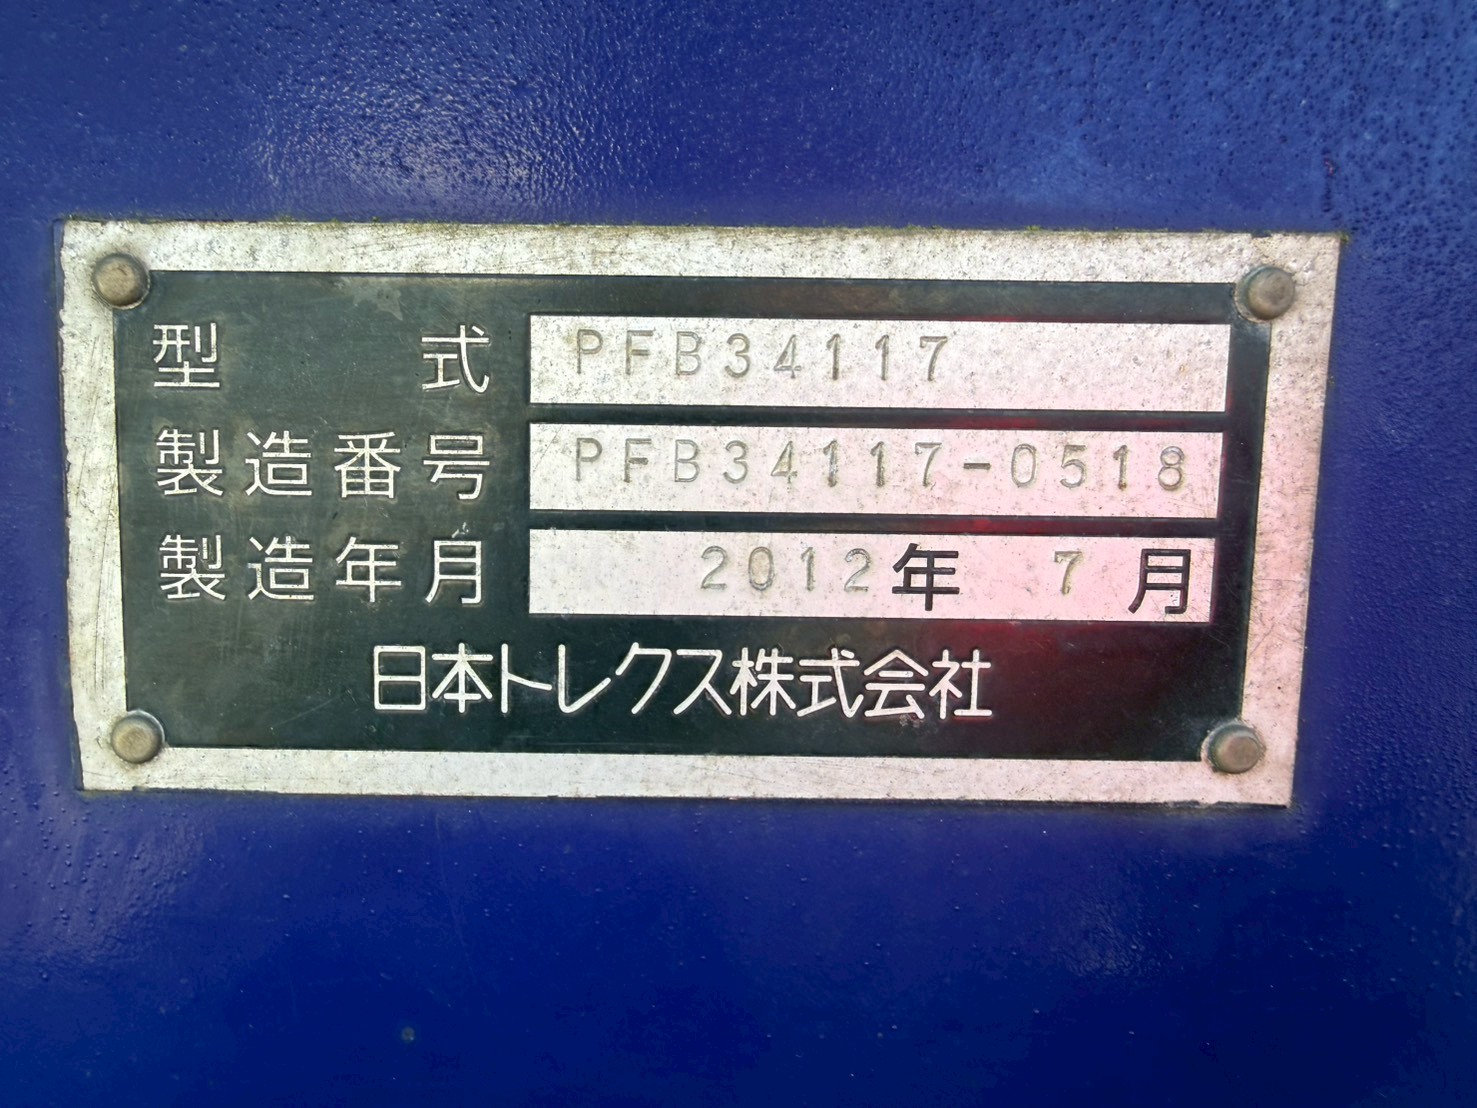 型式 PFB34117
製造番号 PFB34117-0518
製造年月 2012年 7月
日本トレクス株式会社